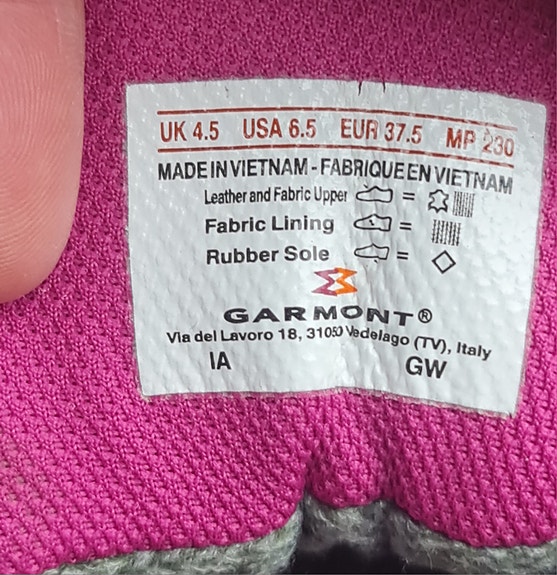 UK 4.5 USA 6.5 EUR 37.5 MP 230
MADE IN VIETNAM - FABRIQUE EN VIETNAM
Leather and Fabric Upper =
Fabric Lining =
Rubber Sole =
GARMONT®
Via del Lavoro 18, 31050 Vedelago (TV), Italy
IA GW